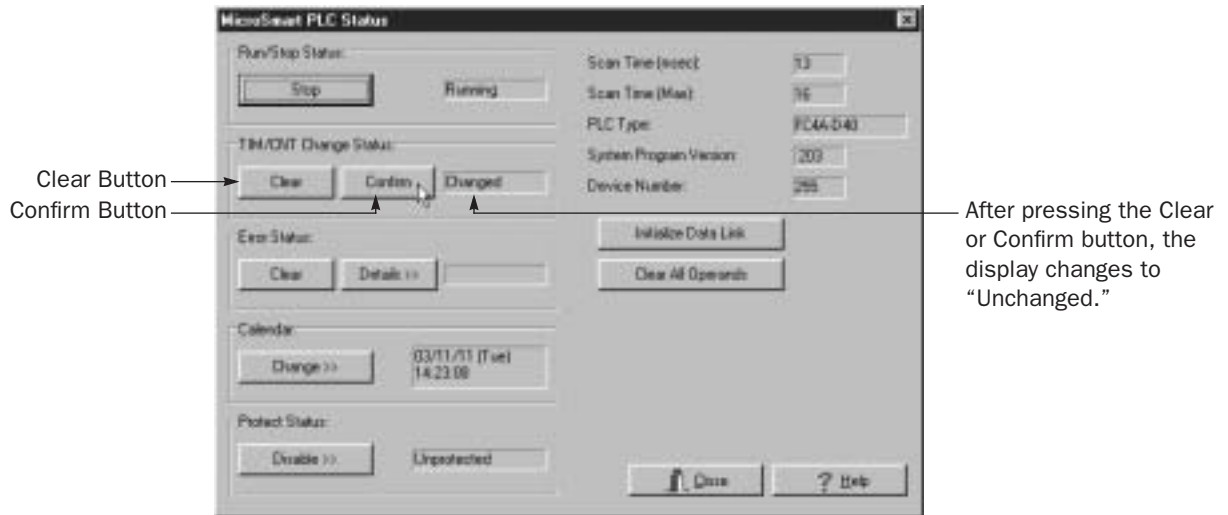 MicroSmart PLC Status
Run/Stop Status:
Stop
Running
TIM/CNT Change Status:
Clear
Confirm
Changed
Error Status:
Clear
Details >>
Calendar:
Change >>
03/11/11 (Tue)
14:23:08
Protect Status:
Disable >>
Unprotected
Scan Time (msec):
13
Scan Time (Max):
16
PLC Type:
FC4A-D40
System Program Version:
203
Device Number:
255
Initialize Data Link
Clear All Operands
Close
? Help
Clear Button
Confirm Button
After pressing the Clear
or Confirm button, the
display changes to
“Unchanged.”